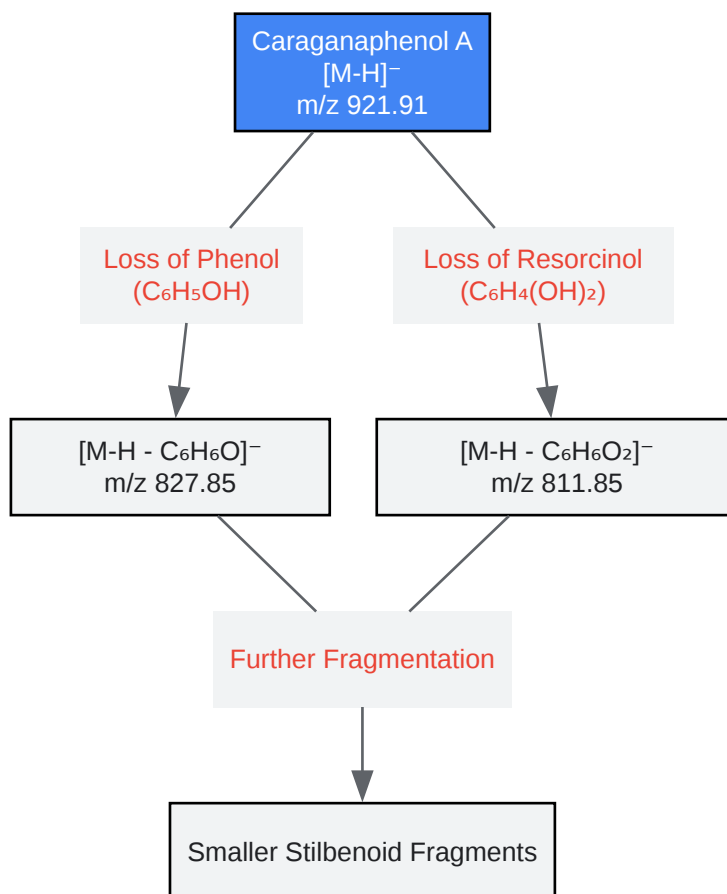 Caraganaphenol A
[M-H]⁻
m/z 921.91
Loss of Phenol
(C₆H₅OH)
Loss of Resorcinol
(C₆H₄(OH)₂)
[M-H - C₆H₆O]⁻
m/z 827.85
[M-H - C₆H₆O₂]⁻
m/z 811.85
Further Fragmentation
Smaller Stilbenoid Fragments